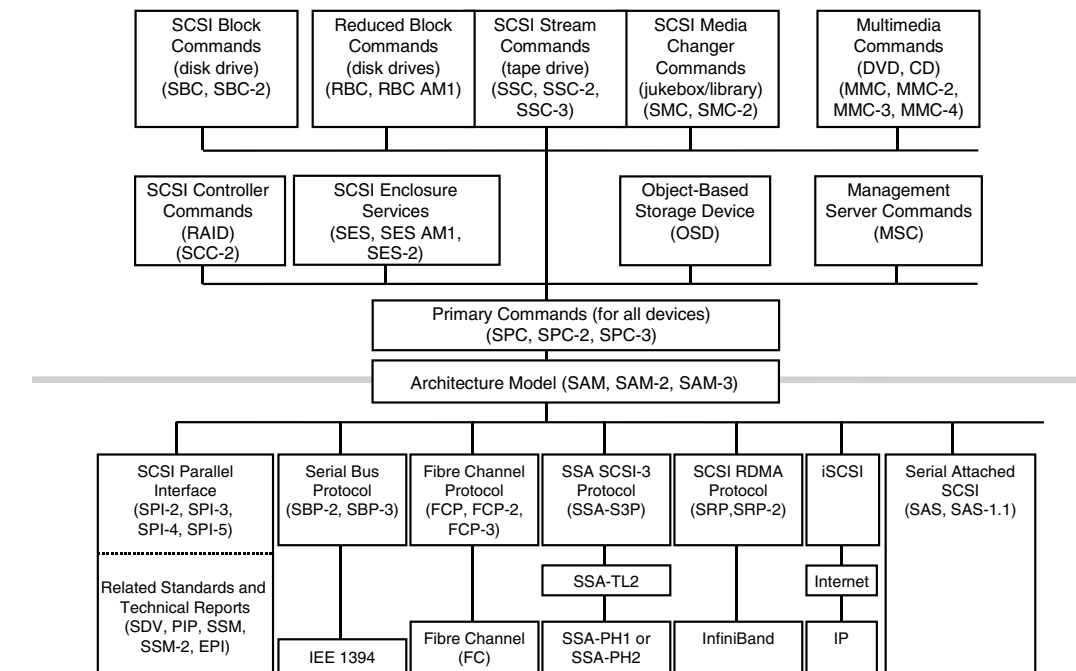 SCSI Block
Commands
(disk drive)
(SBC, SBC-2)
Reduced Block
Commands
(disk drives)
(RBC, RBC AM1)
SCSI Stream
Commands
(tape drive)
(SSC, SSC-2,
SSC-3)
SCSI Media
Changer
Commands
(jukebox/library)
(SMC, SMC-2)
Multimedia
Commands
(DVD, CD)
(MMC, MMC-2,
MMC-3, MMC-4)
SCSI Controller
Commands
(RAID)
(SCC-2)
SCSI Enclosure
Services
(SES, SES AM1,
SES-2)
Object-Based
Storage Device
(OSD)
Management
Server Commands
(MSC)
Primary Commands (for all devices)
(SPC, SPC-2, SPC-3)
Architecture Model (SAM, SAM-2, SAM-3)
SCSI Parallel
Interface
(SPI-2, SPI-3,
SPI-4, SPI-5)
Related Standards and
Technical Reports
(SDV, PIP, SSM,
SSM-2, EPI)
Serial Bus
Protocol
(SBP-2, SBP-3)
IEE 1394
Fibre Channel
Protocol
(FCP, FCP-2,
FCP-3)
Fibre Channel
(FC)
SSA SCSI-3
Protocol
(SSA-S3P)
SSA-TL2
SSA-PH1 or
SSA-PH2
SCSI RDMA
Protocol
(SRP,SRP-2)
InfiniBand
iSCSI
Internet
IP
Serial Attached
SCSI
(SAS, SAS-1.1)